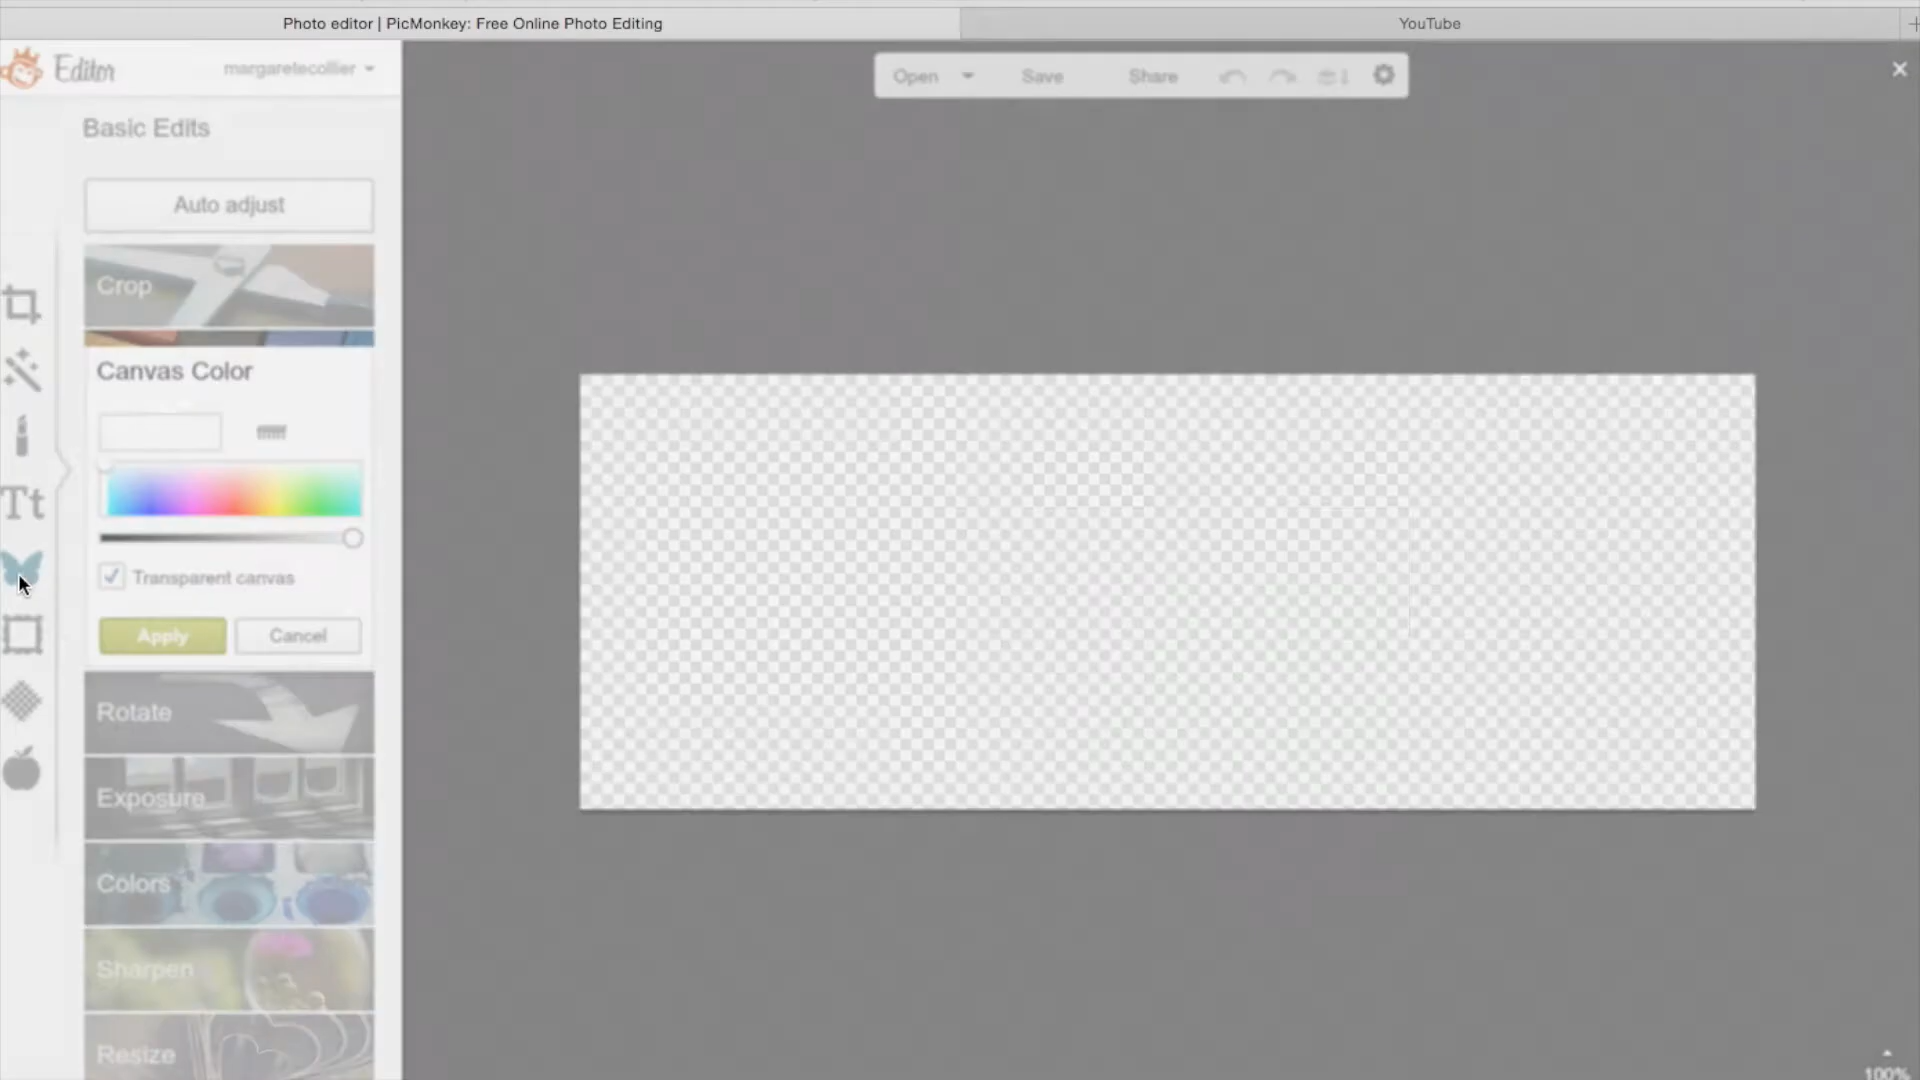 Photo editor | PicMonkey: Free Online Photo Editing
YouTube
Editor
margaretecollier
Open
Save
Share
Basic Edits
Auto adjust
Crop
Canvas Color
Tt
Transparent canvas
Apply
Cancel
Rotate
Exposure
Colors
Sharpen
Resize
100%